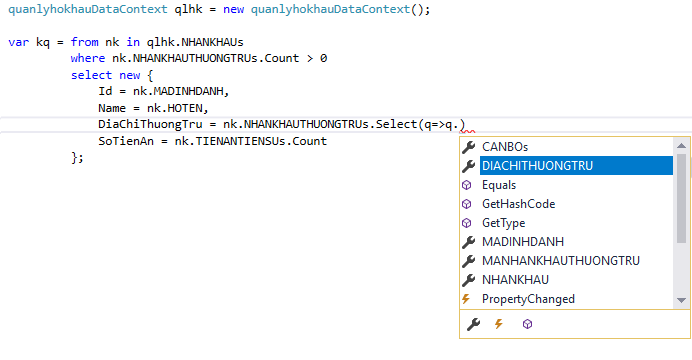 quanlyhokhauDataContext qlhk = new quanlyhokhauDataContext();
var kq = from nk in qlhk.NHANKHAUs
where nk.NHANKHAUTHUONGTRUs.Count > 0
select new {
Id = nk.MADINHDANH,
Name = nk.HOTEN,
DiaChiThuongTru = nk.NHANKHAUTHUONGTRUs.Select(q=>q.)
SoTienAn = nk.TIENANTIENSUs.Count
};
CANBOs
DIACHITHUONGTRU
Equals
GetHashCode
GetType
MADINHDANH
MANHANKHAUTHUONGTRU
NHANKHAU
PropertyChanged